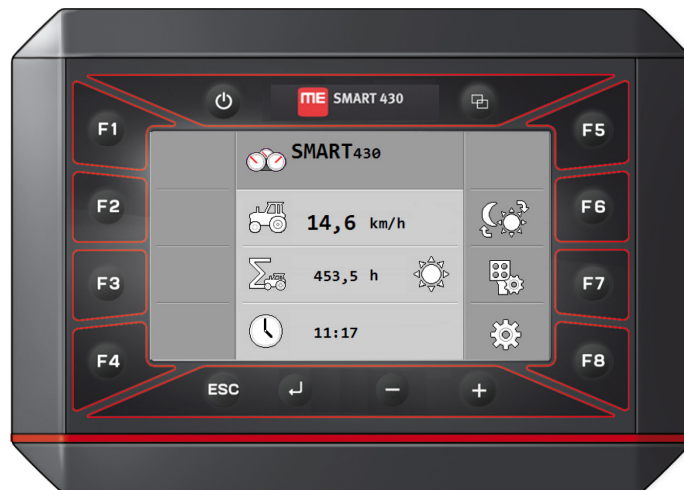 ME SMART 430
F1
F5
SMART430
F2
14,6 km/h
F6
F3
453,5 h
F7
11:17
F4
F8
ESC